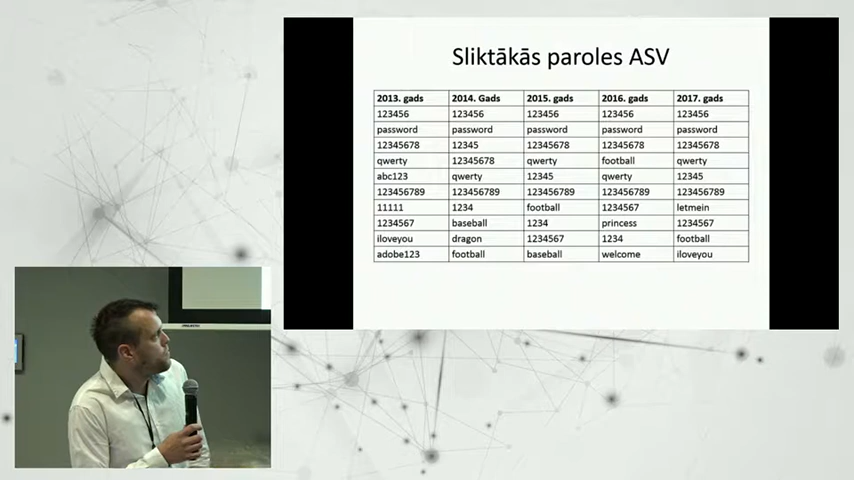 Sliktākās paroles ASV
2013. gads 2014. Gads 2015. gads 2016. gads 2017. gads
123456 123456 123456 123456 123456
password password password password password
12345678 12345 12345678 12345678 12345678
qwerty 12345678 qwerty football qwerty
abc123 qwerty 12345 qwerty 12345
123456789 123456789 123456789 123456789 123456789
11111 1234 football 1234567 letmein
1234567 baseball 1234 princess 1234567
iloveyou dragon 1234567 1234 football
adobe123 football baseball welcome iloveyou